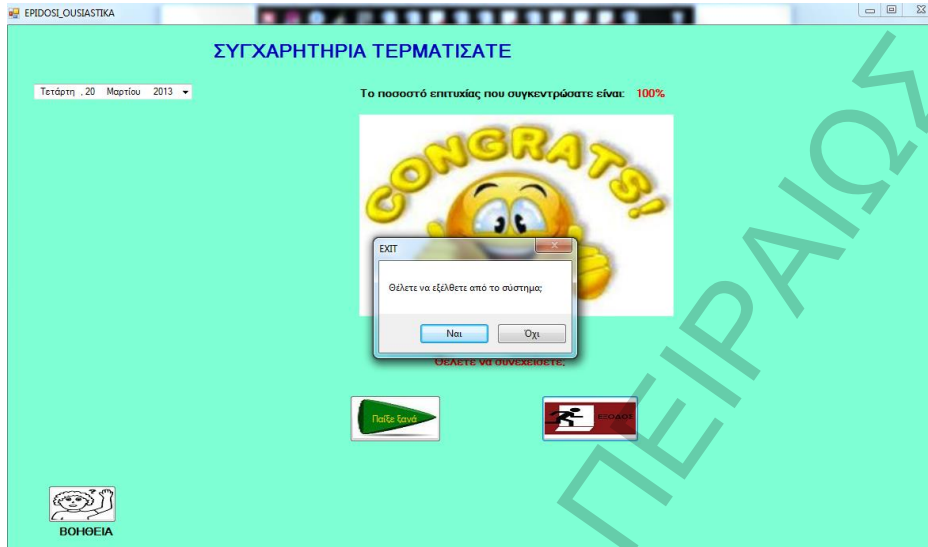 EPIDOSI_OUSIASTIKA
ΣΥΓΧΑΡΗΤΗΡΙΑ ΤΕΡΜΑΤΙΣΑΤΕ
Τετάρτη , 20 Μαρτίου 2013
Το ποσοστό επιτυχίας που συγκεντρώσατε είναι: 100%
CONGRATS!
EXIT
Θέλετε να εξέλθετε από το σύστημα;
Ναι Όχι
Θέλετε να συνεχείσετε;
Παίξε ξανά ΕΞΟΔΟΣ
ΒΟΗΘΕΙΑ
ΠΕΙΡΑΙΩΣ